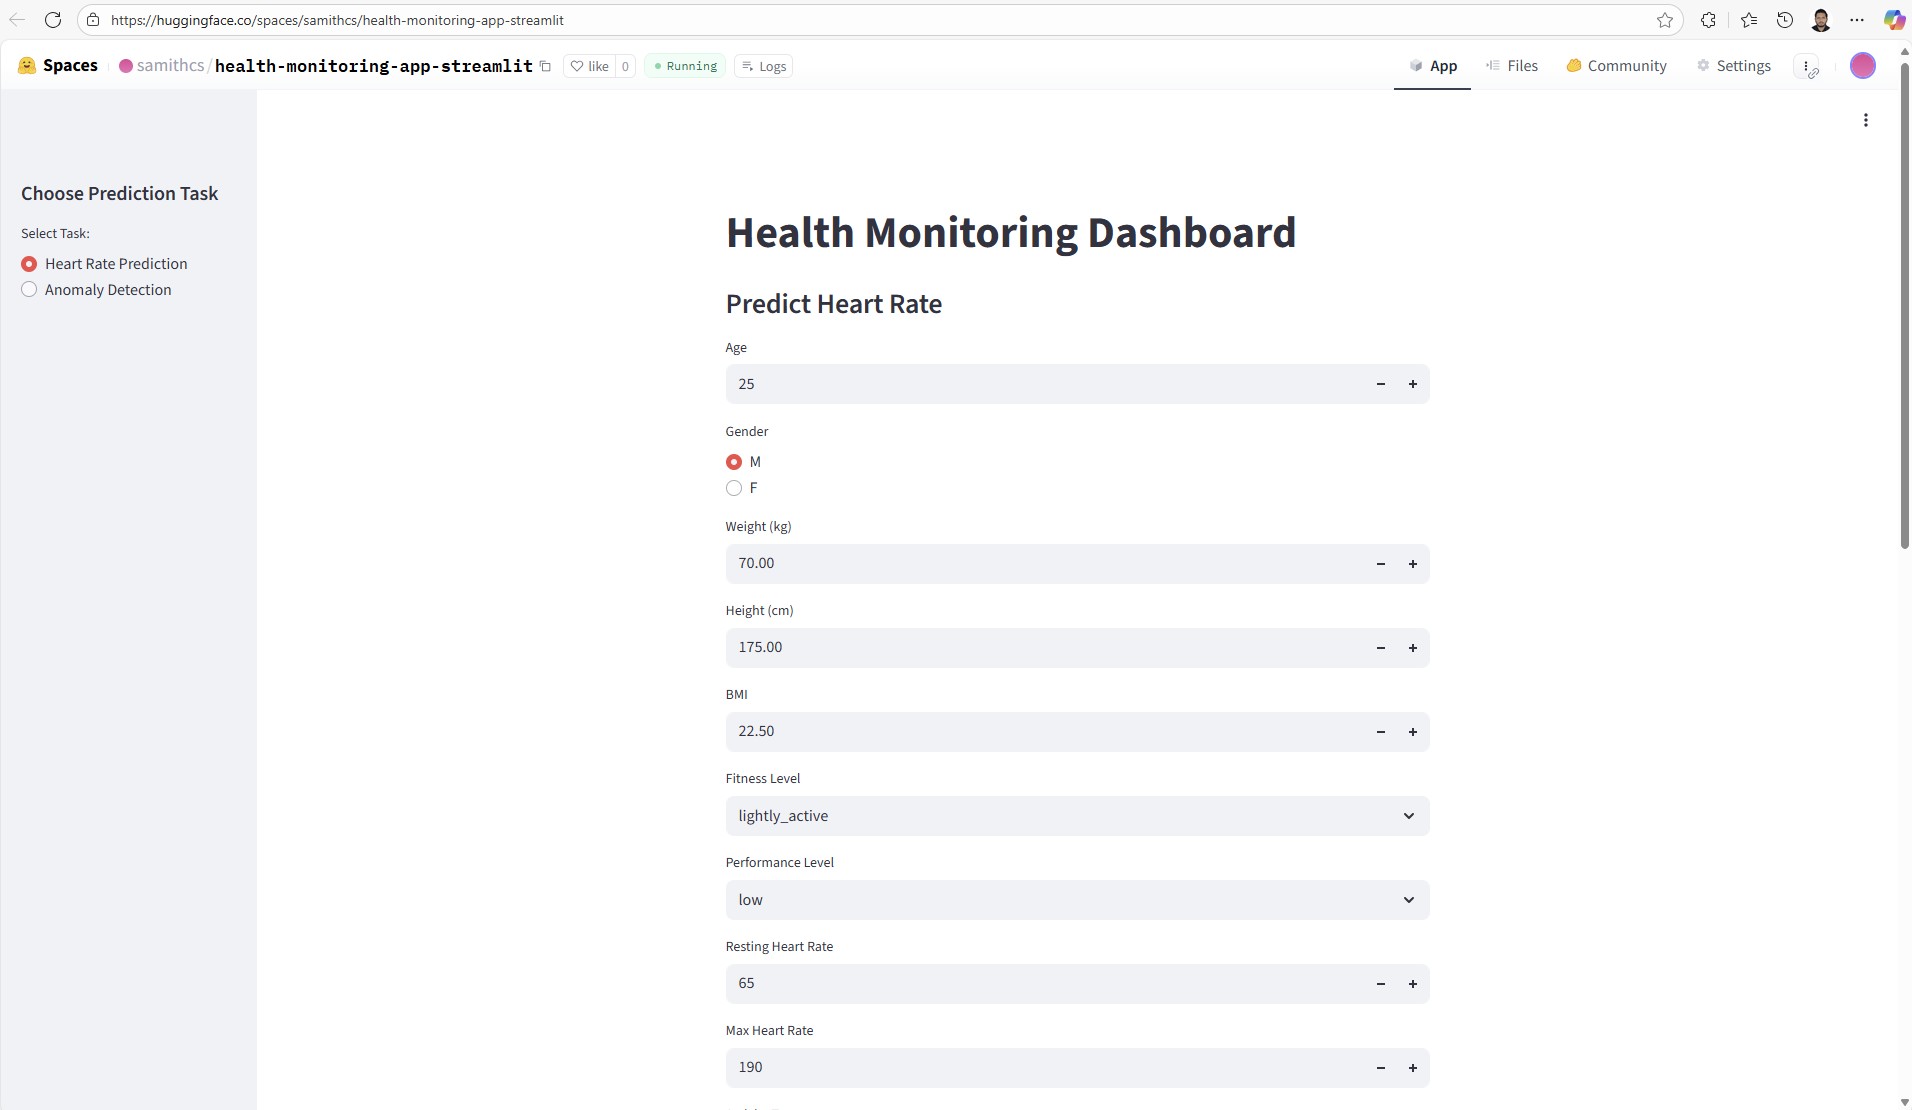 https://huggingface.co/spaces/samithcs/health-monitoring-app-streamlit
Spaces samithcs/health-monitoring-app-streamlit like 0 Running Logs App Files Community Settings
Choose Prediction Task
Select Task:
Heart Rate Prediction
Anomaly Detection
Health Monitoring Dashboard
Predict Heart Rate
Age
25
Gender
M
F
Weight (kg)
70.00
Height (cm)
175.00
BMI
22.50
Fitness Level
lightly_active
Performance Level
low
Resting Heart Rate
65
Max Heart Rate
190